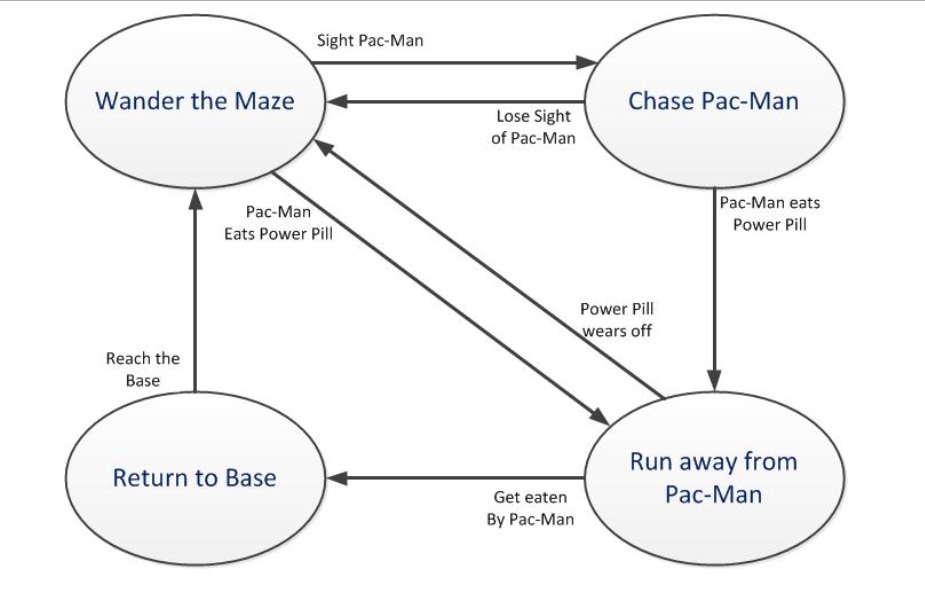 Sight Pac-Man
Wander the Maze
Chase Pac-Man
Lose Sight
of Pac-Man
Pac-Man
Eats Power Pill
Pac-Man eats
Power Pill
Power Pill
wears off
Reach the
Base
Return to Base
Run away from
Pac-Man
Get eaten
By Pac-Man